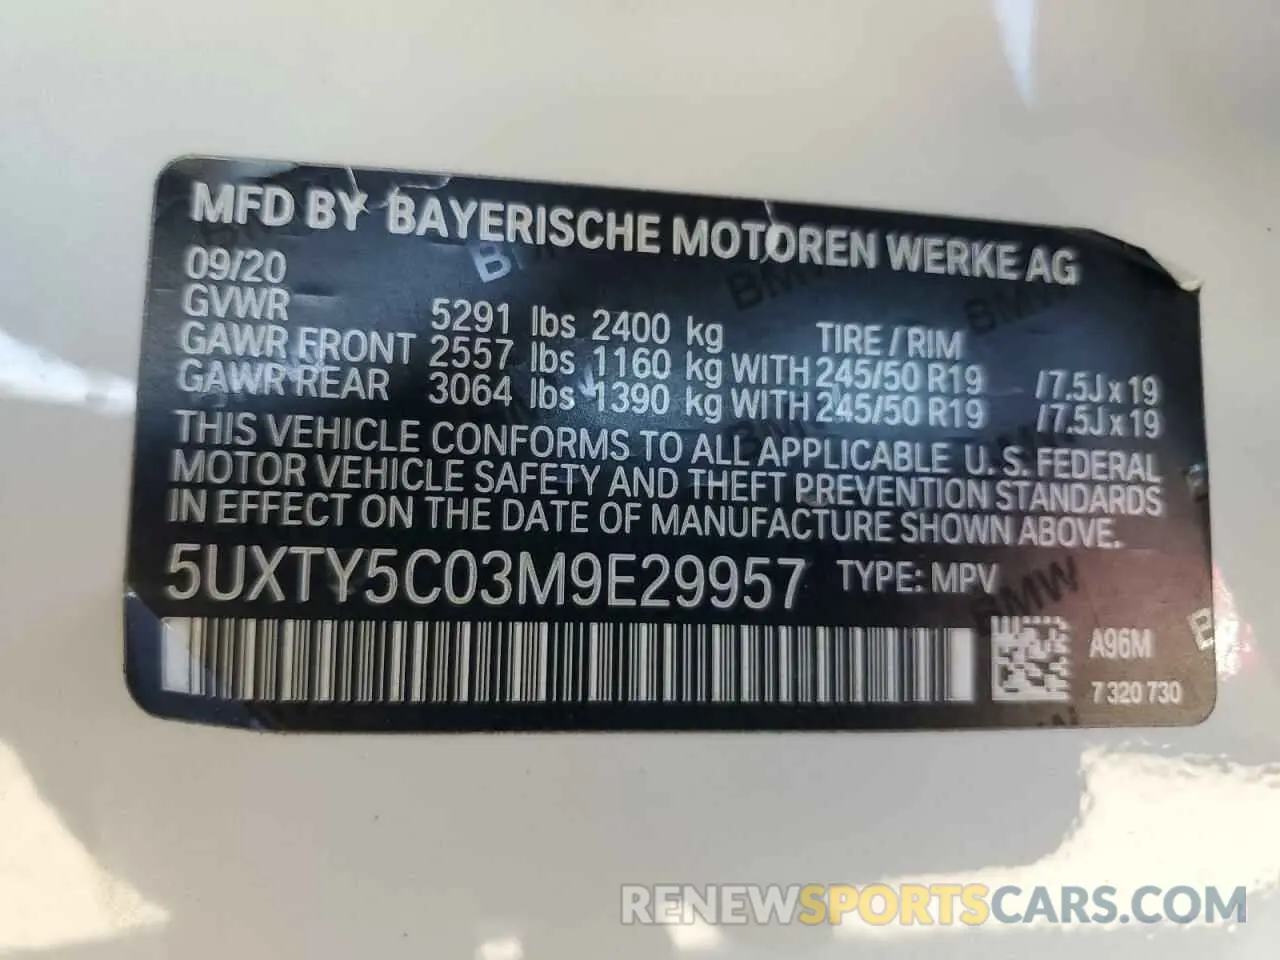 MFD BY BAYERISCHE MOTOREN WERKE AG
09/20
GVWR 5291 lbs 2400 kg TIRE / RIM
GAWR FRONT 2557 lbs 1160 kg WITH 245/50 R19 /7.5J x 19
GAWR REAR 3064 lbs 1390 kg WITH 245/50 R19 /7.5J x 19
THIS VEHICLE CONFORMS TO ALL APPLICABLE U. S. FEDERAL
MOTOR VEHICLE SAFETY AND THEFT PREVENTION STANDARDS
IN EFFECT ON THE DATE OF MANUFACTURE SHOWN ABOVE.
5UXTY5C03M9E29957 TYPE: MPV
A96M
7 320 730
BMW
BMW
BMW
RENEWSPORTSCARS.COM